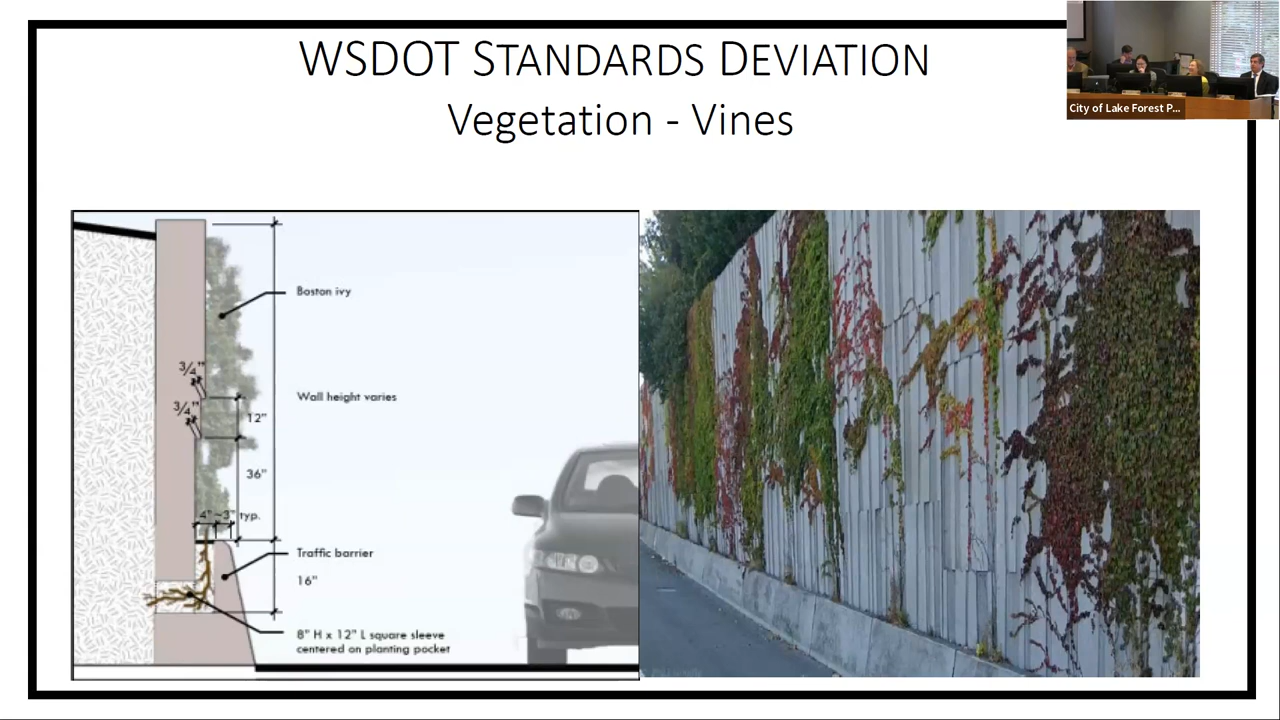 WSDOT STANDARDS DEVIATION
Vegetation - Vines
City of Lake Forest P...
Boston ivy
3/4"
Wall height varies
3/4"
12"
36"
4" ~3" typ.
Traffic barrier
16"
8" H x 12" L square sleeve
centered on planting pocket